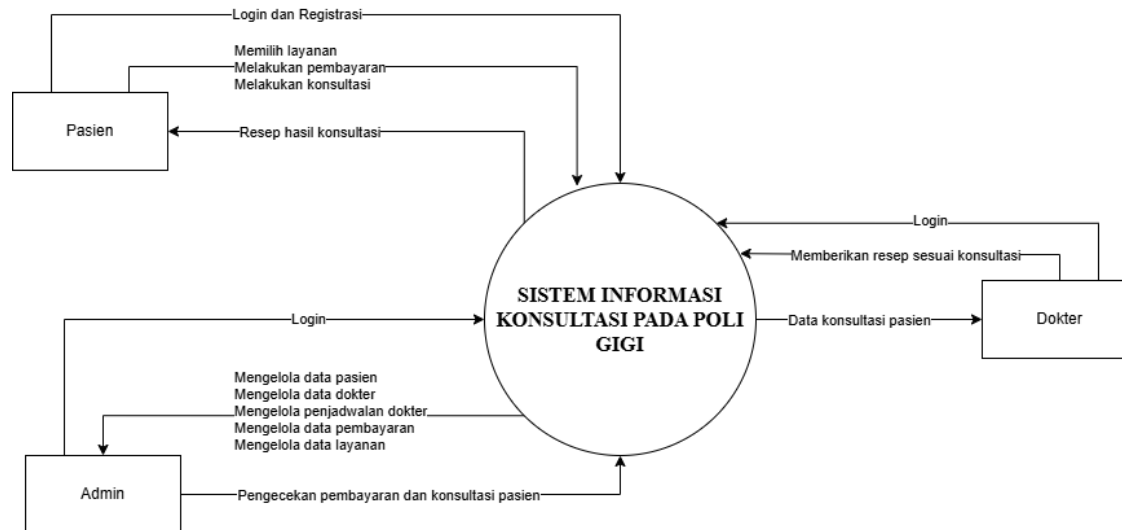 Login dan Registrasi
Memilih layanan
Melakukan pembayaran
Melakukan konsultasi
Pasien
Resep hasil konsultasi
Login
Memberikan resep sesuai konsultasi
SISTEM INFORMASI
KONSULTASI PADA POLI
GIGI
Login
Data konsultasi pasien
Dokter
Mengelola data pasien
Mengelola data dokter
Mengelola penjadwalan dokter
Mengelola data pembayaran
Mengelola data layanan
Admin
Pengecekan pembayaran dan konsultasi pasien